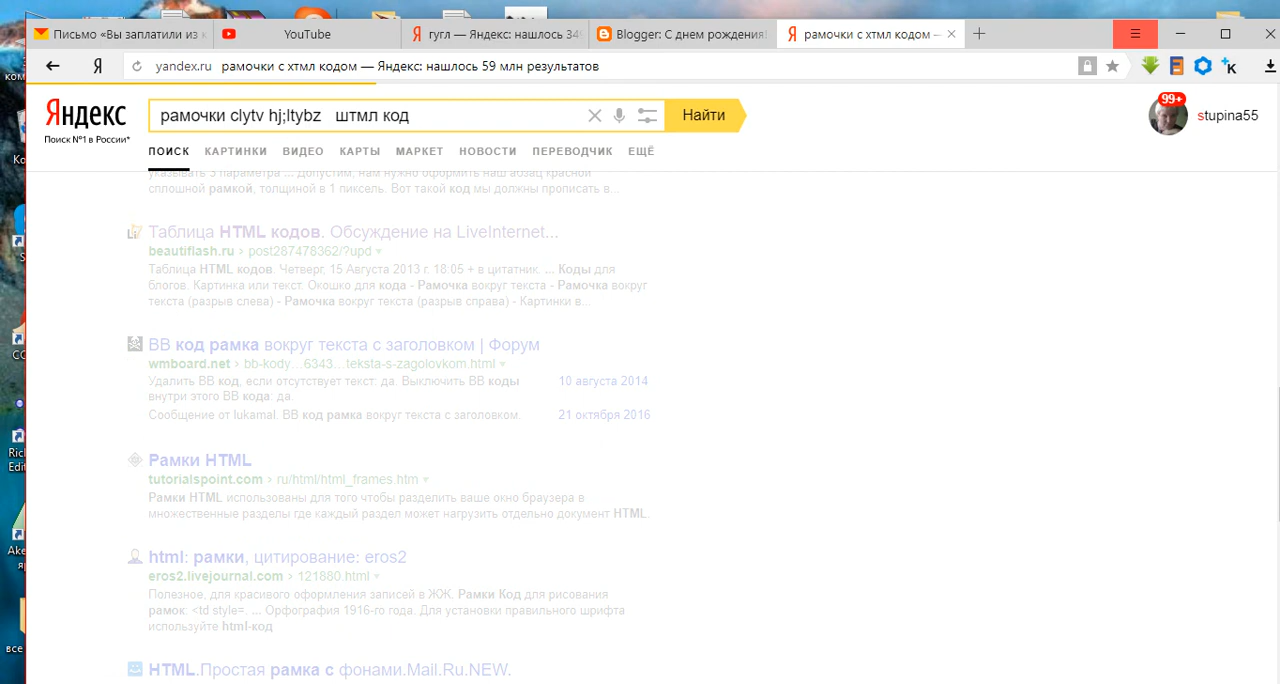 Письмо «Вы заплатили из к
YouTube
гугл — Яндекс: нашлось 34
Blogger: С днем рождения!
рамочки с хтмл кодом —
yandex.ru рамочки с хтмл кодом — Яндекс: нашлось 59 млн результатов
Яндекс
Поиск №1 в России*
рамочки clytv hj;ltybz штмл код
Найти
99+
stupina55
ПОИСК КАРТИНКИ ВИДЕО КАРТЫ МАРКЕТ НОВОСТИ ПЕРЕВОДЧИК ЕЩЁ
указывать 3 параметра ... Допустим, нам нужно оформить наш абзац красной
сплошной рамкой, толщиной в 1 пиксель. Вот такой код мы должны прописать в...
Таблица HTML кодов. Обсуждение на LiveInternet...
beautiflash.ru › post287478362/?upd
Таблица HTML кодов. Четверг, 15 Августа 2013 г. 18:05 + в цитатник. ... Коды для
блогов. Картинка или текст. Окошко для кода - Рамочка вокруг текста - Рамочка вокруг
текста (разрыв слева) - Рамочка вокруг текста (разрыв справа) - Картинки в...
BB код рамка вокруг текста с заголовком | Форум
wmboard.net › bb-kody...6343...teksta-s-zagolovkom.html
Удалить BB код, если отсутствует текст: да. Выключить BB коды
внутри этого BB кода: да.
10 августа 2014
Сообщение от lukamal. BB код рамка вокруг текста с заголовком.
21 октября 2016
Рамки HTML
tutorialspoint.com › ru/html/html_frames.htm
Рамки HTML использованы для того чтобы разделить ваше окно браузера в
множественные разделы где каждый раздел может нагрузить отдельно документ HTML.
html: рамки, цитирование: eros2
eros2.livejournal.com › 121880.html
Полезное, для красивого оформления записей в ЖЖ. Рамки Код для рисования
рамок: <td style=. ... Орфография 1916-го года. Для установки правильного шрифта
используйте html-код
HTML.Простая рамка с фонами.Mail.Ru.NEW.
ком
Rich
Edit
Ake
яр
все